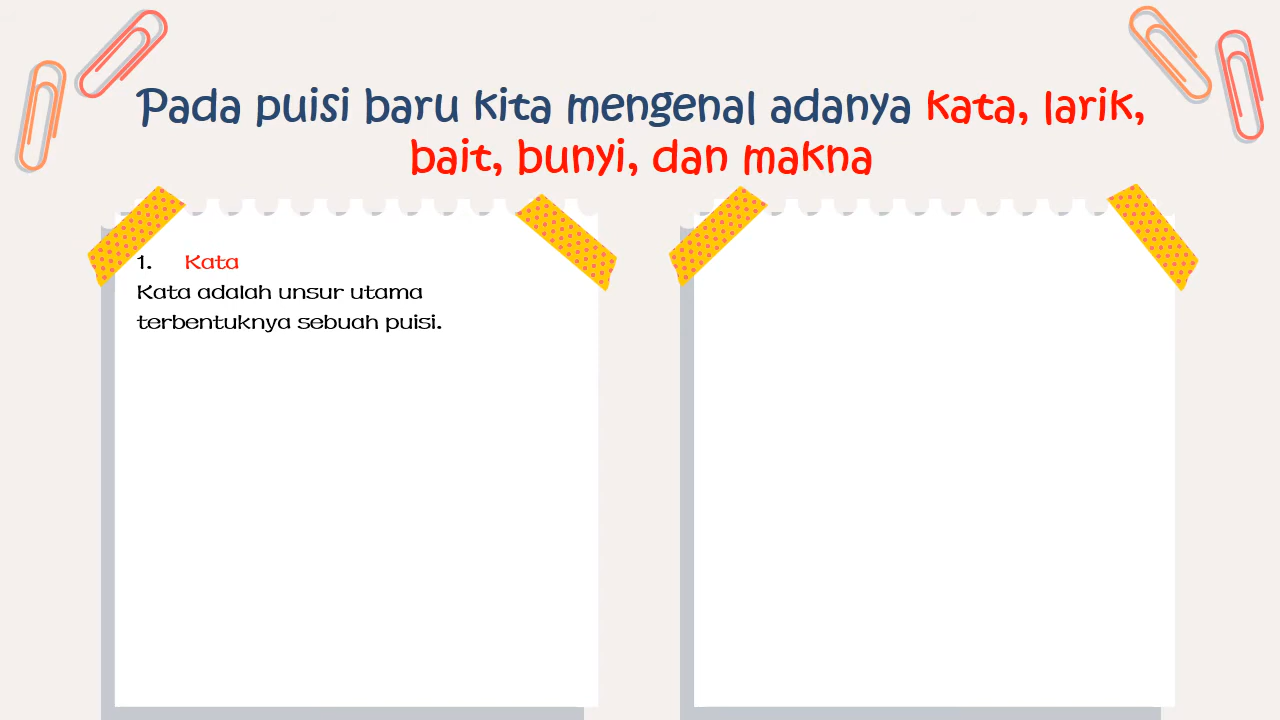 Pada puisi baru kita mengenal adanya kata, larik,
bait, bunyi, dan makna
1. Kata
Kata adalah unsur utama
terbentuknya sebuah puisi.